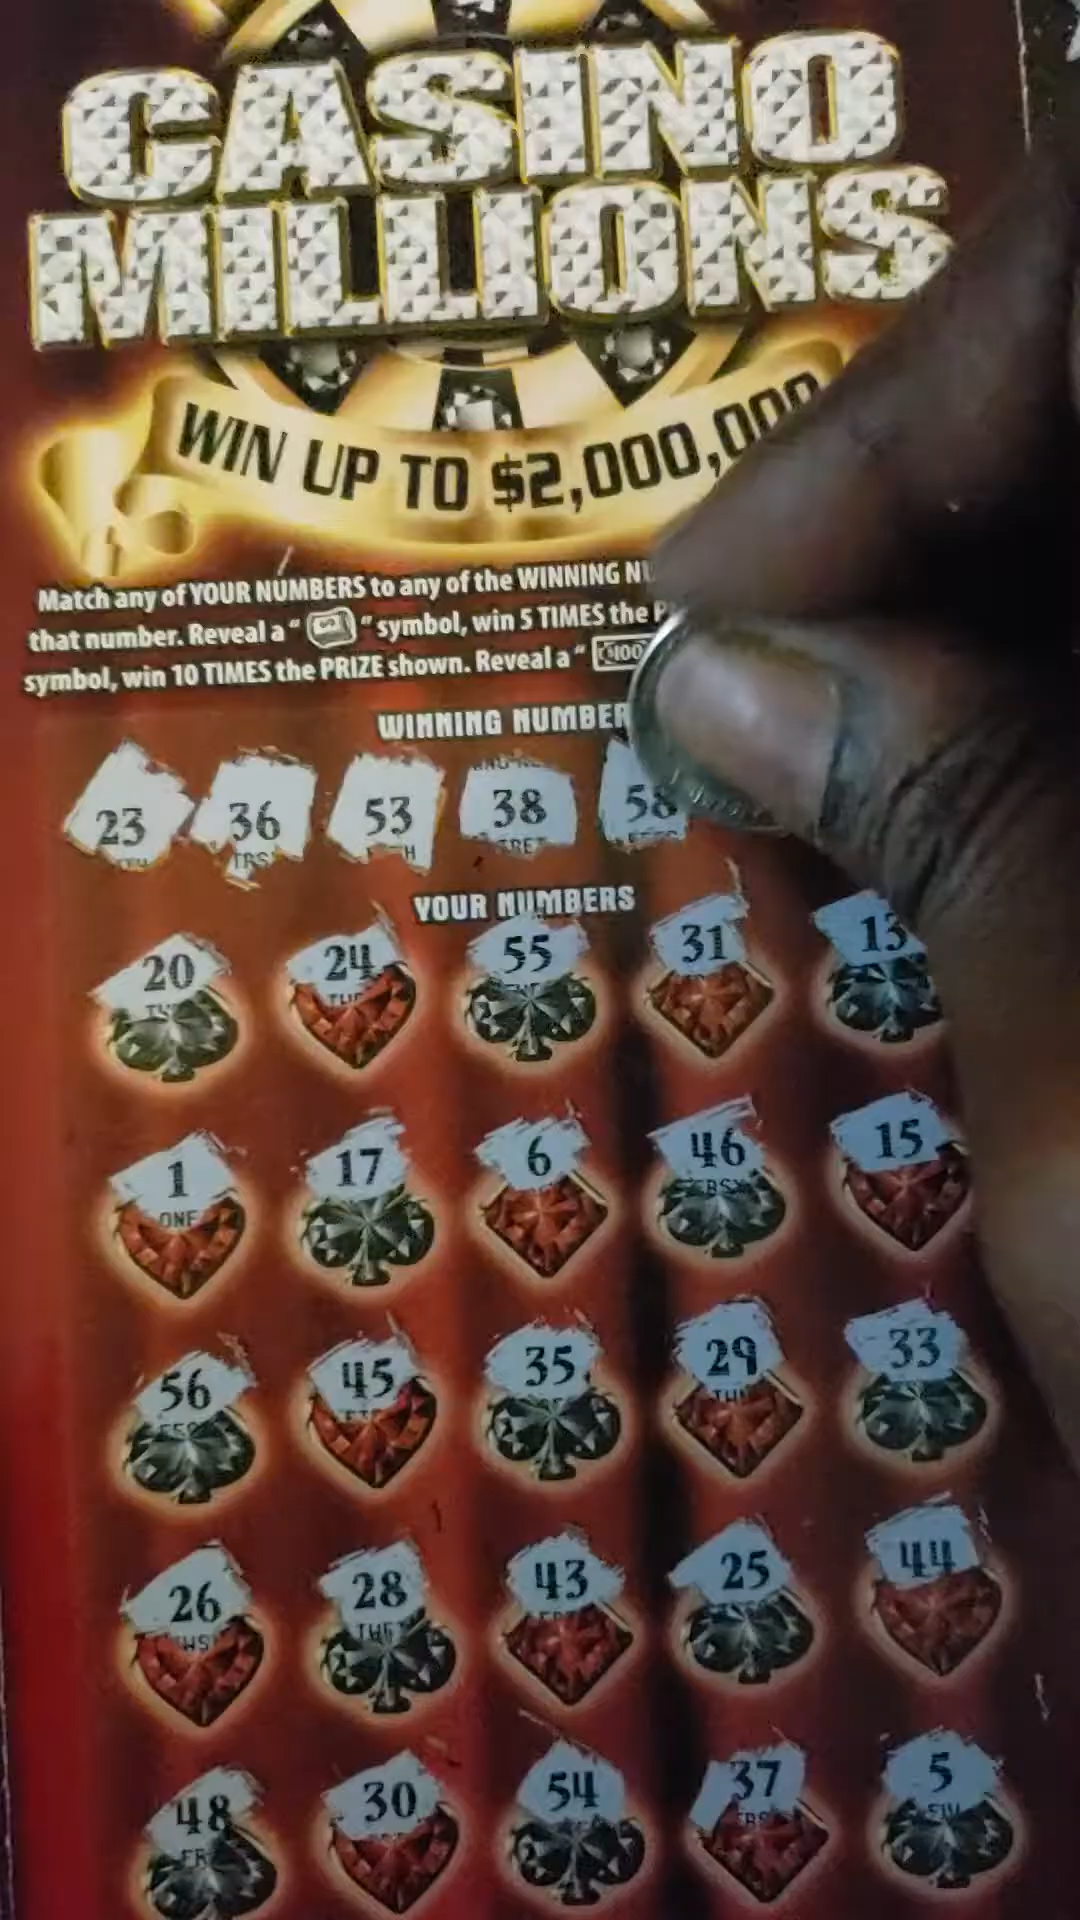 CASINO
MILLIONS
WIN UP TO $2,000,000
Match any of YOUR NUMBERS to any of the WINNING
that number. Reveal a " " symbol, win 5 TIMES the
symbol, win 10 TIMES the PRIZE shown. Reveal a "
WINNING NUMBER
23 36 53 38 58
YOUR NUMBERS
20 24 55 31 13
1 17 6 46 15
ONE
56 45 35 29 33
26 28 43 25 44
48 30 54 37 5